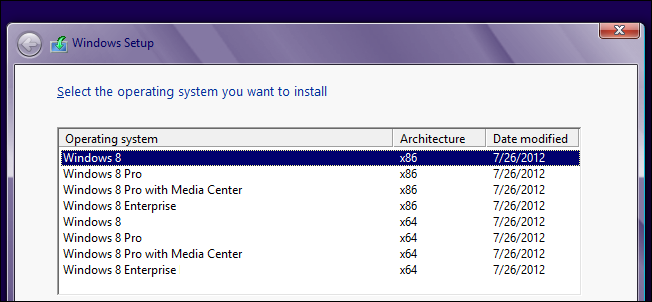 Windows Setup
Select the operating system you want to install
Operating system Architecture Date modified
Windows 8 x86 7/26/2012
Windows 8 Pro x86 7/26/2012
Windows 8 Pro with Media Center x86 7/26/2012
Windows 8 Enterprise x86 7/26/2012
Windows 8 x64 7/26/2012
Windows 8 Pro x64 7/26/2012
Windows 8 Pro with Media Center x64 7/26/2012
Windows 8 Enterprise x64 7/26/2012